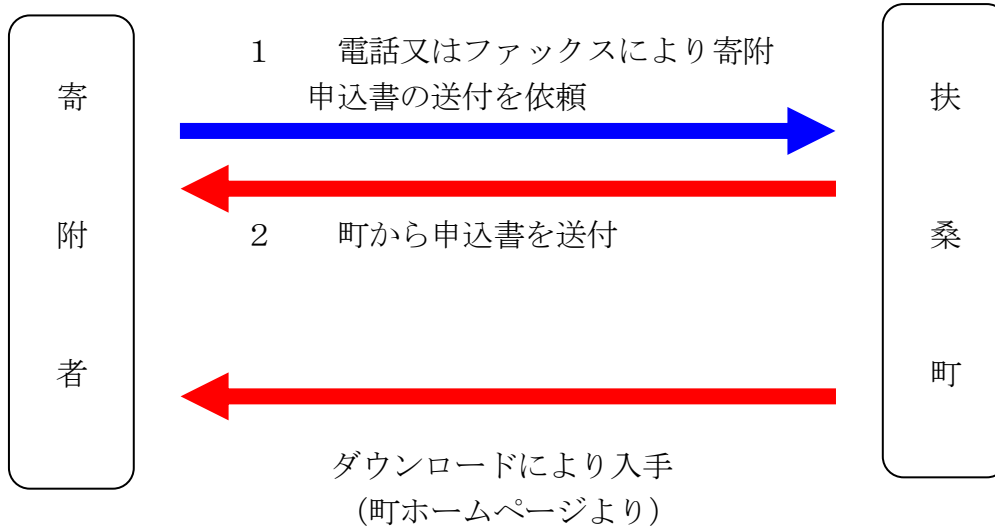 寄附者
1 電話又はファックスにより寄附
申込書の送付を依頼
2 町から申込書を送付
ダウンロードにより入手
(町ホームページより)
扶桑町